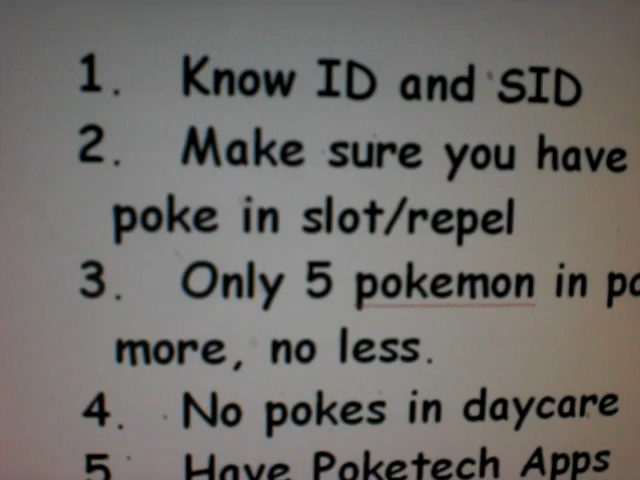 1. Know ID and SID
2. Make sure you have
poke in slot/repel
3. Only 5 pokemon in
more, no less.
4. No pokes in daycare
5. Have Poketech Apps